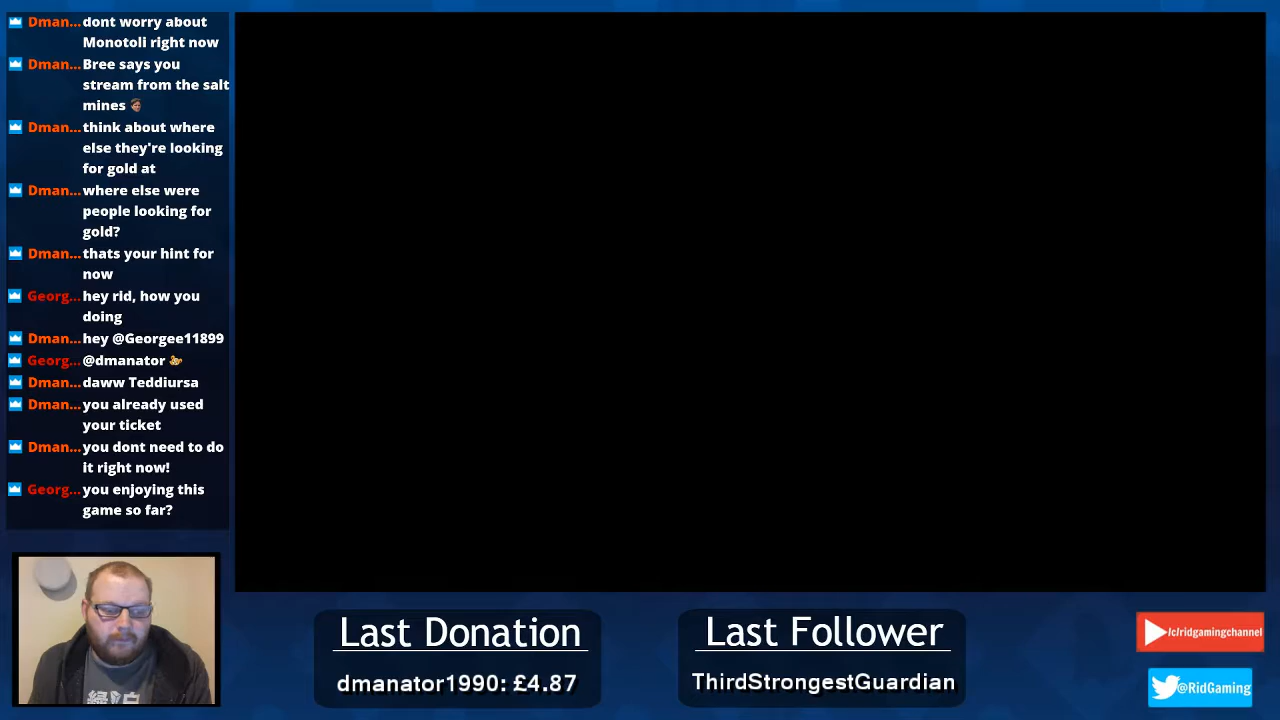 Dman... dont worry about
Monotoli right now
Dman... Bree says you
stream from the salt
mines
Dman... think about where
else they're looking
for gold at
Dman... where else were
people looking for
gold?
Dman... thats your hint for
now
Georg... hey rid, how you
doing
Dman... hey @Georgee11899
Georg... @dmanator
Dman... daww Teddiursa
Dman... you already used
your ticket
Dman... you dont need to do
it right now!
Georg... you enjoying this
game so far?
Last Donation
dmanator1990: £4.87
Last Follower
ThirdStrongestGuardian
/c/ridgamingchannel
@RidGaming